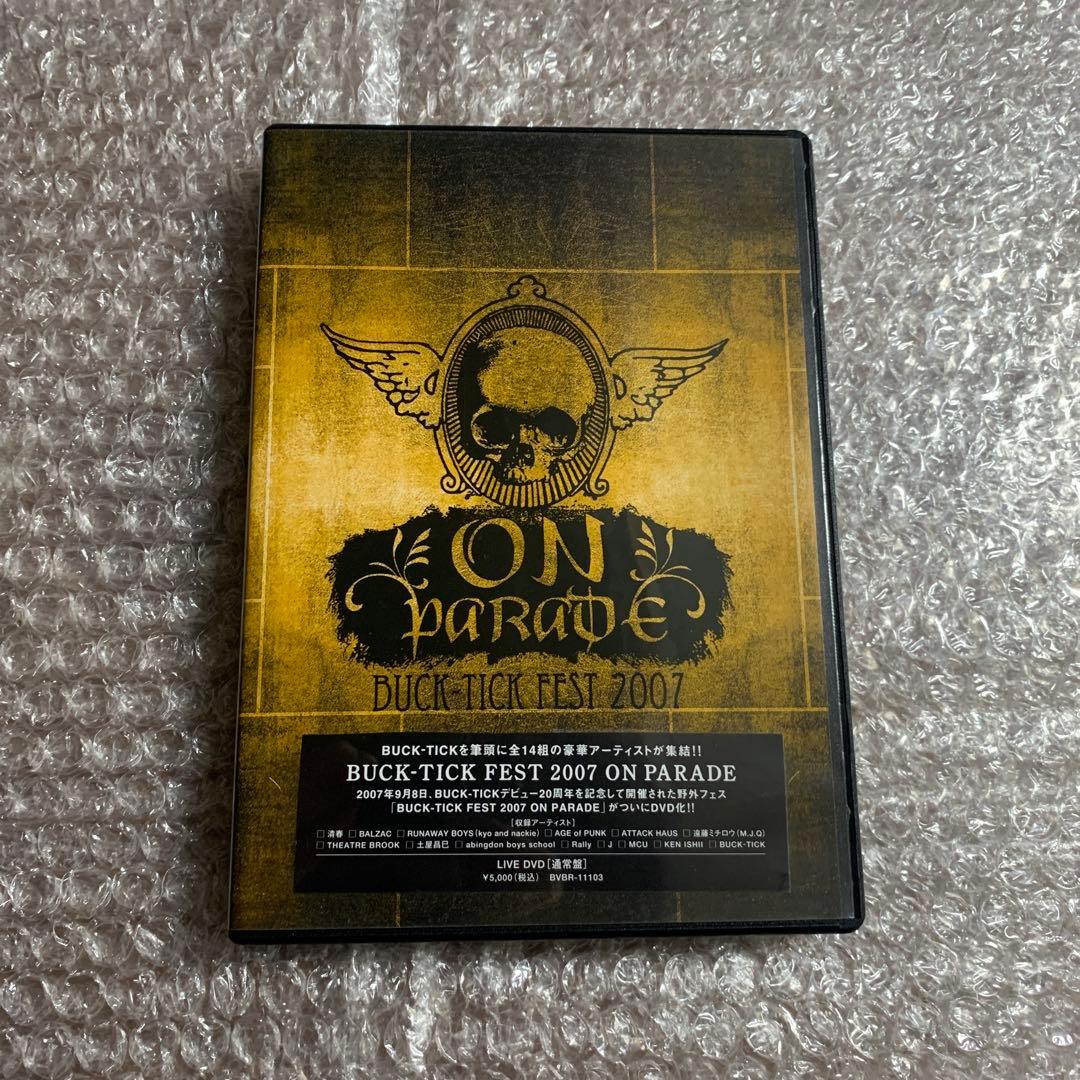 ON
PARADE
BUCK-TICK FEST 2007
BUCK-TICKを筆頭に全14組の豪華アーティストが集結!!
BUCK-TICK FEST 2007 ON PARADE
2007年9月8日、BUCK-TICKデビュー20周年を記念して開催された野外フェス
「BUCK-TICK FEST 2007 ON PARADE」がついにDVD化!!
[収録アーティスト]
□ 清春 □ BALZAC □ RUNAWAY BOYS(kyo and nackie) □ AGE of PUNK □ ATTACK HAUS □ 遠藤ミチロウ(M.J.Q)
□ THEATRE BROOK □ 土屋昌巳 □ abingdon boys school □ Rally □ J □ MCU □ KEN ISHII □ BUCK-TICK
LIVE DVD [通常盤]
¥5,000(税込) BVBR-11103